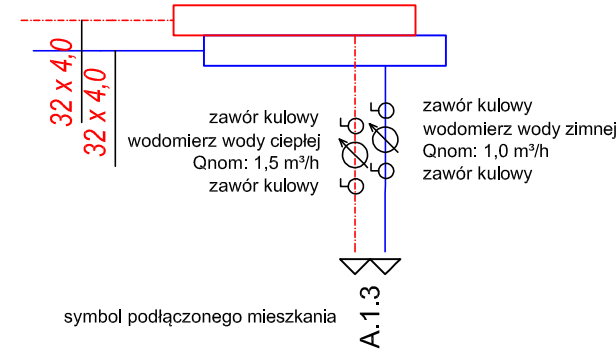 32 x 4,0
32 x 4,0
zawór kulowy
wodomierz wody ciepłej
Qnom: 1,5 m³/h
zawór kulowy
zawór kulowy
wodomierz wody zimnej
Qnom: 1,0 m³/h
zawór kulowy
symbol podłączonego mieszkania
A.1.3